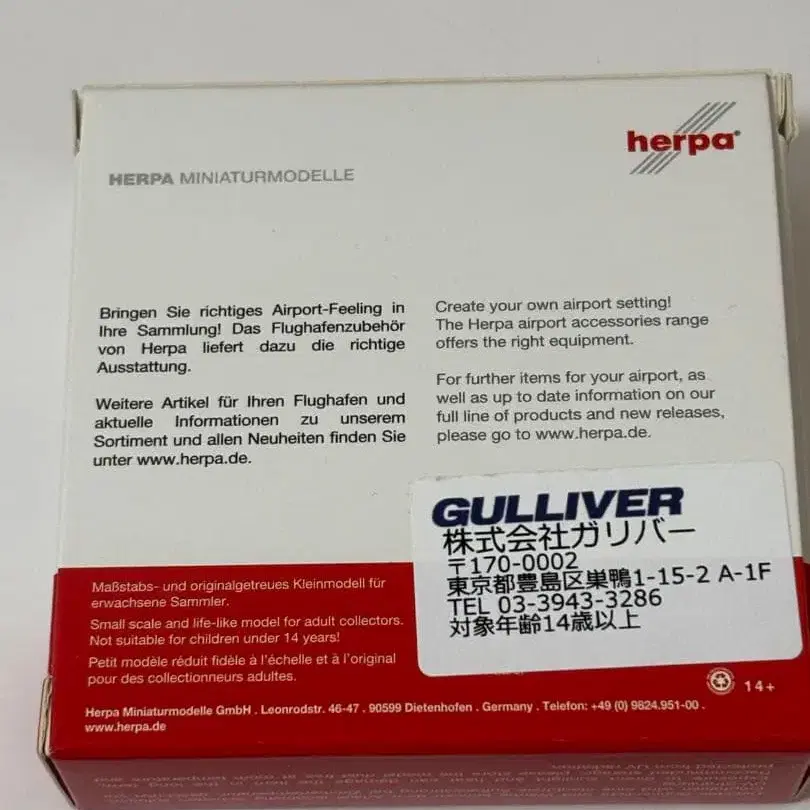 herpa
HERPA MINIATURMODELLE
Bringen Sie richtiges Airport-Feeling in
Ihre Sammlung! Das Flughafenzubehör
von Herpa liefert dazu die richtige
Ausstattung.
Weitere Artikel für Ihren Flughafen und
aktuelle Informationen zu unserem
Sortiment und allen Neuheiten finden Sie
unter www.herpa.de.
Create your own airport setting!
The Herpa airport accessories range
offers the right equipment.
For further items for your airport, as
well as up to date information on our
full line of products and new releases,
please go to www.herpa.de.
GULLIVER
株式会社ガリバー
〒170-0002
東京都豊島区巣鴨1-15-2 A-1F
TEL 03-3943-3286
対象年齢14歳以上
Maßstabs- und originalgetreues Kleinmodell für
erwachsene Sammler.
Small scale and life-like model for adult collectors.
Not suitable for children under 14 years!
Petit modèle réduit fidèle à l'échelle et à l'original
pour des collectionneurs adultes.
14+
Herpa Miniaturmodelle GmbH . Leonrodstr. 46-47 . 90599 Dietenhofen . Germany . Telefon: +49 (0) 9824.951-00 .
www.herpa.de